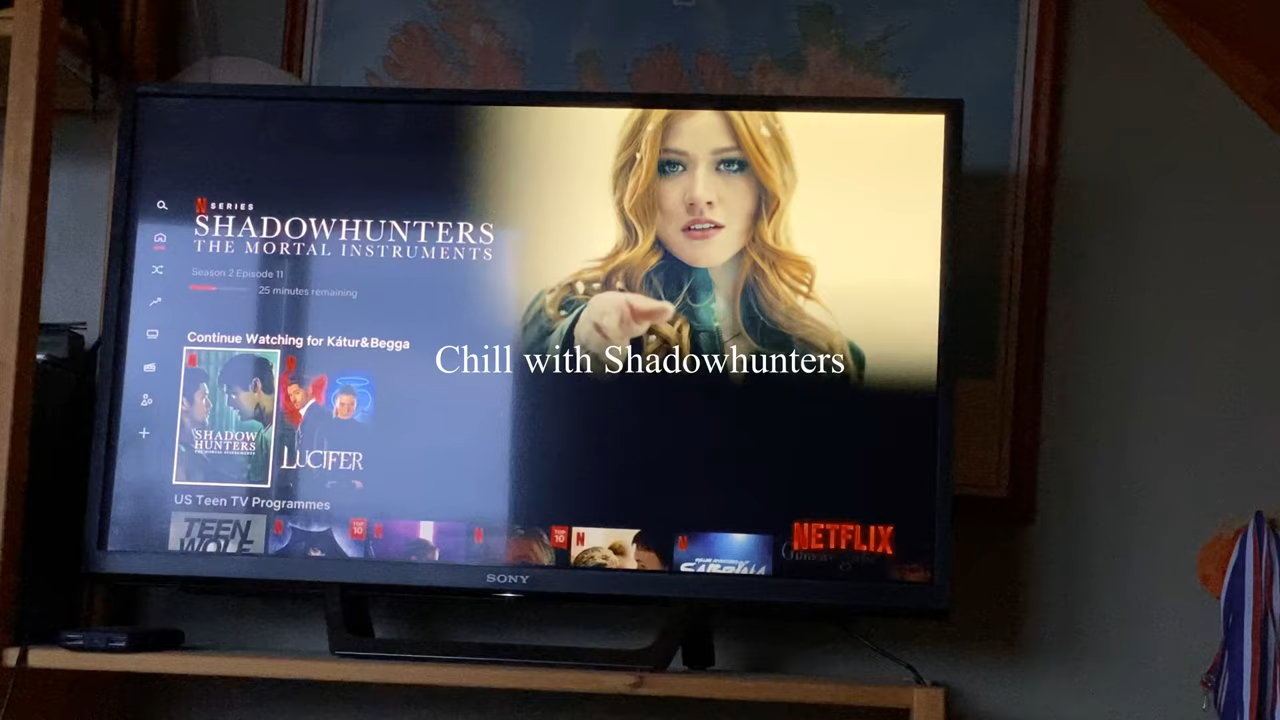 N SERIES
SHADOWHUNTERS
THE MORTAL INSTRUMENTS
Season 2 Episode 11
25 minutes remaining
Continue Watching for Kátur&Begga
Chill with Shadowhunters
SHADOW
HUNTERS
THE MORTAL INSTRUMENTS
LUCIFER
US Teen TV Programmes
TEEN
WOLF
TOP
10
TOP
10
SABRINA
NETFLIX
SONY